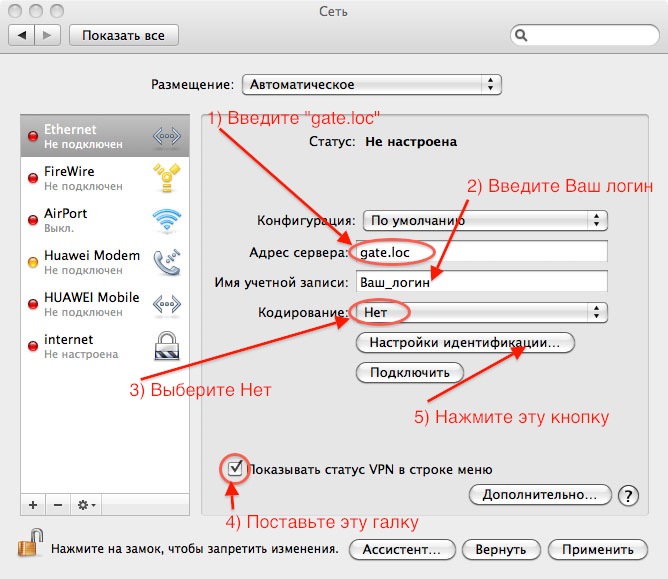 Сеть
Показать все
Размещение: Автоматическое
1) Введите "gate.loc"
Ethernet
Не подключен
Статус: Не настроена
FireWire
Не подключен
2) Введите Ваш логин
AirPort
Выкл.
Конфигурация: По умолчанию
Huawei Modem
Не подключен
Адрес сервера: gate.loc
Имя учетной записи: Ваш_логин
HUAWEI Mobile
Не подключен
Кодирование: Нет
internet
Не настроена
Настройки идентификации...
Подключить
3) Выберите Нет
5) Нажмите эту кнопку
Показывать статус VPN в строке меню
Дополнительно... ?
4) Поставьте эту галку
Нажмите на замок, чтобы запретить изменения.
Ассистент... Вернуть Применить